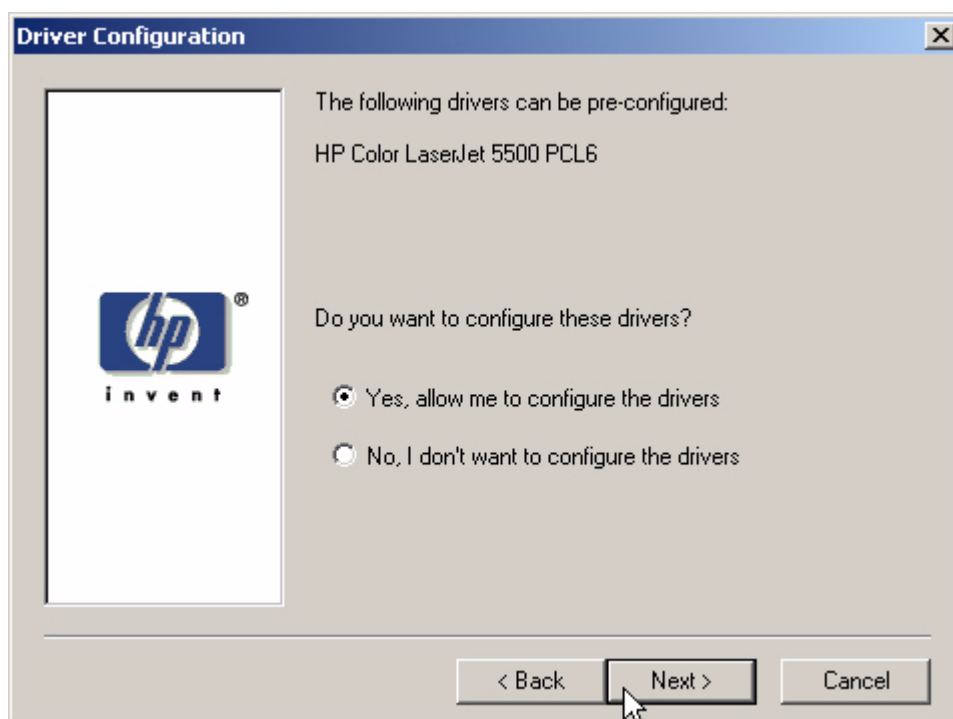 Driver Configuration
The following drivers can be pre-configured:
HP Color LaserJet 5500 PCL6
hp ®
invent
Do you want to configure these drivers?
Yes, allow me to configure the drivers
No, I don't want to configure the drivers
< Back Next > Cancel